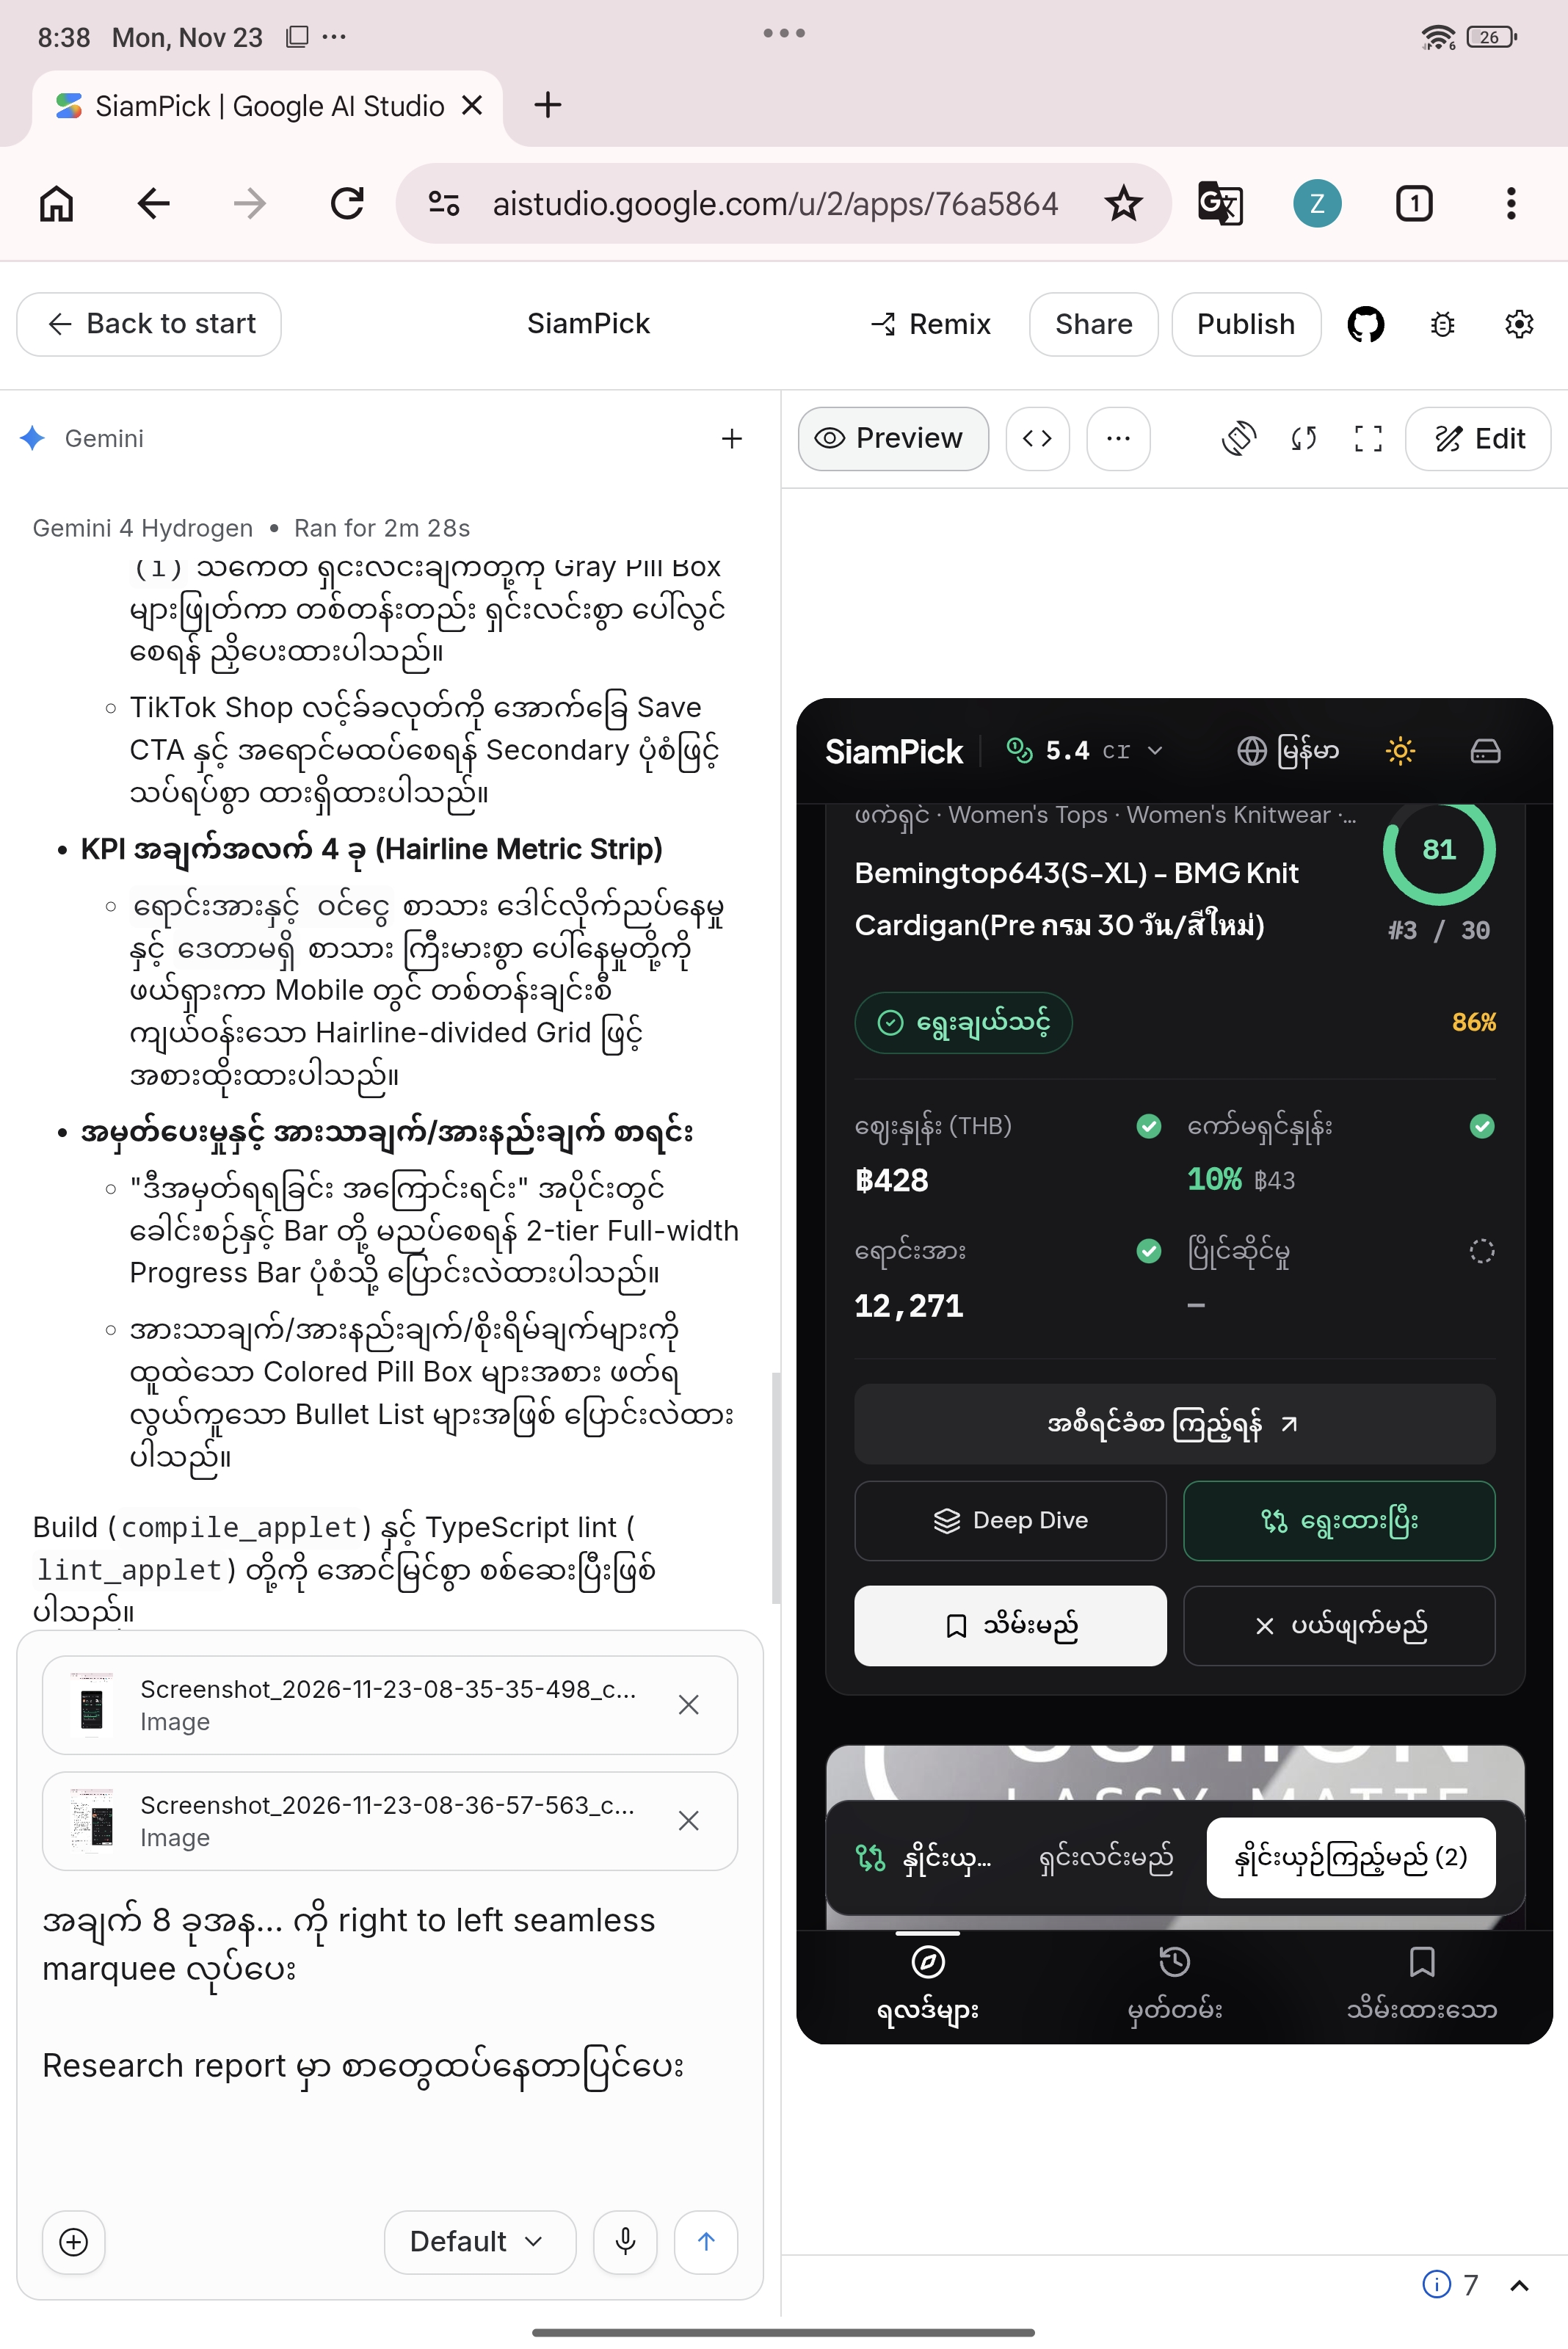 8:38 Mon, Nov 23
26
SiamPick | Google AI Studio
aistudio.google.com/u/2/apps/76a5864
Z
1
Back to start
SiamPick
Remix
Share
Publish
Gemini
Gemini 4 Hydrogen • Ran for 2m 28s
Gray Pill Box
များဖြုတ်ကာ တစ်တန်းတည်း ရှင်းလင်းစွာ ပေါ်လွင်
စေရန် ညှိပေးထားပါသည်။
TikTok Shop လင့်ခ်ခလုတ်ကို အောက်ခြေ Save
CTA နှင့် အရောင်မထပ်စေရန် Secondary ပုံစံဖြင့်
သပ်ရပ်စွာ ထားရှိထားပါသည်။
KPI အချက်အလက် 4 ခု (Hairline Metric Strip)
ရောင်းအားနှင့် ဝင်ငွေ စာသား ဒေါင်လိုက်ညပ်နေမှု
နှင့် ဒေတာမရှိ စာသား ကြီးမားစွာ ပေါ်နေမှုတို့ကို
ဖယ်ရှားကာ Mobile တွင် တစ်တန်းချင်းစီ
ကျယ်ဝန်းသော Hairline-divided Grid ဖြင့်
အစားထိုးထားပါသည်။
အမှတ်ပေးမှုနှင့် အားသာချက်/အားနည်းချက် စာရင်း
"ဒီအမှတ်ရရခြင်း အကြောင်းရင်း" အပိုင်းတွင်
ခေါင်းစဉ်နှင့် Bar တို့ မညပ်စေရန် 2-tier Full-width
Progress Bar ပုံစံသို့ ပြောင်းလဲထားပါသည်။
အားသာချက်/အားနည်းချက်/စိုးရိမ်ချက်များကို
ထူထဲသော Colored Pill Box များအစား ဖတ်ရ
လွယ်ကူသော Bullet List များအဖြစ် ပြောင်းလဲထား
ပါသည်။
Build (compile_applet) နှင့် TypeScript lint (
lint_applet) တို့ကို အောင်မြင်စွာ စစ်ဆေးပြီးဖြစ်
ပါသည်။
Screenshot_2026-11-23-08-35-35-498_c...
Image
Screenshot_2026-11-23-08-36-57-563_c...
Image
အချက် 8 ခုအန... ကို right to left seamless
marquee လုပ်ပေး
Research report မှာ စာတွေထပ်နေတာပြင်ပေး
Default
Preview
Edit
SiamPick 5.4 cr မြန်မာ
ဖက်ရှင် · Women's Tops · Women's Knitwear ·...
81
Bemingtop643(S-XL) – BMG Knit
Cardigan(Pre กรม 30 วัน/สีใหม่)
#3 / 30
ရွေးချယ်သင့်
86%
ဈေးနှုန်း (THB)
ကော်မရှင်နှုန်း
฿428
10% ฿43
ရောင်းအား
ပြိုင်ဆိုင်မှု
12,271
–
အစီရင်ခံစာ ကြည့်ရန်
Deep Dive
ရွေးထားပြီး
သိမ်းမည်
ပယ်ဖျက်မည်
နှိုင်းယှ...
ရှင်းလင်းမည်
နှိုင်းယှဉ်ကြည့်မည် (2)
ရလဒ်များ
မှတ်တမ်း
သိမ်းထားသော
7